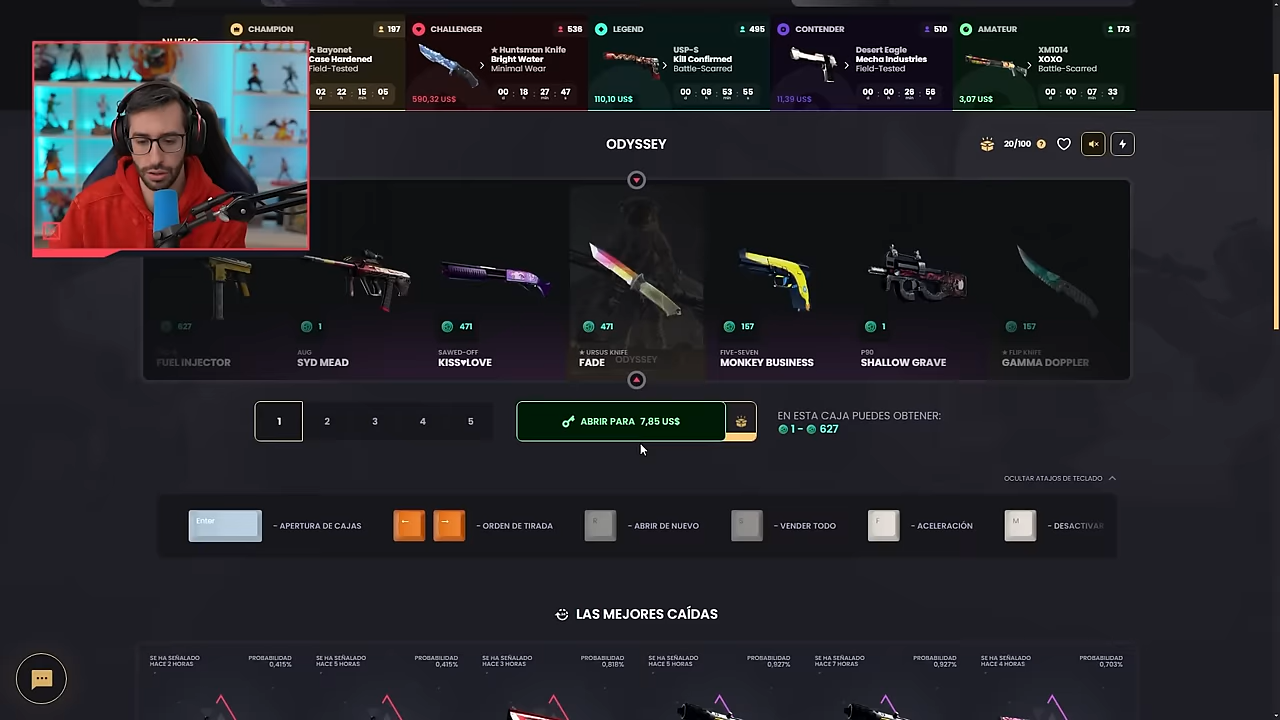 NUEVO
CHAMPION
197
★ Bayonet
Case Hardened
Field-Tested
02 : 22 : 15 : 05
CHALLENGER
536
★ Huntsman Knife
Bright Water
Minimal Wear
590,32 US$
00 : 18 : 27 : 47
LEGEND
495
USP-S
Kill Confirmed
Battle-Scarred
110,10 US$
00 : 08 : 53 : 55
CONTENDER
510
Desert Eagle
Mecha Industries
Field-Tested
11,39 US$
00 : 00 : 26 : 56
AMATEUR
173
XM1014
XOXO
Battle-Scarred
3,07 US$
00 : 00 : 07 : 33
ODYSSEY
20/100 ?
627
FUEL INJECTOR
1
AUG
SYD MEAD
471
SAWED-OFF
KISS♥LOVE
471
★ URSUS KNIFE
FADE
ODYSSEY
157
FIVE-SEVEN
MONKEY BUSINESS
1
P90
SHALLOW GRAVE
157
★ FLIP KNIFE
GAMMA DOPPLER
1 2 3 4 5
ABRIR PARA 7,85 US$
EN ESTA CAJA PUEDES OBTENER:
1 - 627
OCULTAR ATAJOS DE TECLADO
Enter - APERTURA DE CAJAS
← → - ORDEN DE TIRADA
R - ABRIR DE NUEVO
S - VENDER TODO
F - ACELERACIÓN
M - DESACTIVAR
LAS MEJORES CAÍDAS
SE HA SEÑALADO
HACE 2 HORAS
PROBABILIDAD
0,415%
SE HA SEÑALADO
HACE 5 HORAS
PROBABILIDAD
0,415%
SE HA SEÑALADO
HACE 3 HORAS
PROBABILIDAD
0,818%
SE HA SEÑALADO
HACE 5 HORAS
PROBABILIDAD
0,927%
SE HA SEÑALADO
HACE 7 HORAS
PROBABILIDAD
0,927%
SE HA SEÑALADO
HACE 4 HORAS
PROBABILIDAD
0,703%